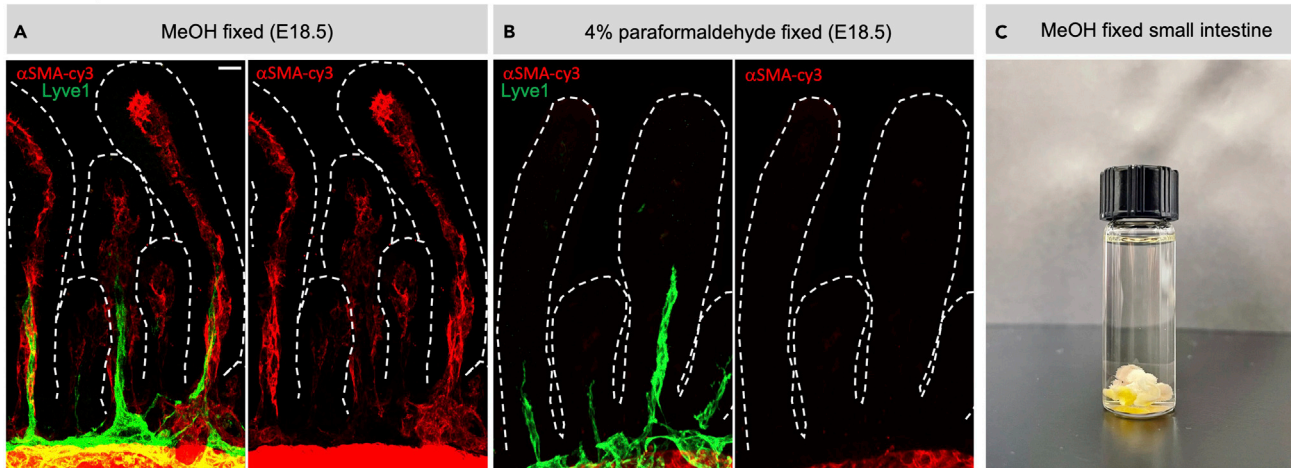 A MeOH fixed (E18.5)
B 4% paraformaldehyde fixed (E18.5)
C MeOH fixed small intestine
αSMA-cy3
Lyve1
αSMA-cy3
αSMA-cy3
Lyve1
αSMA-cy3